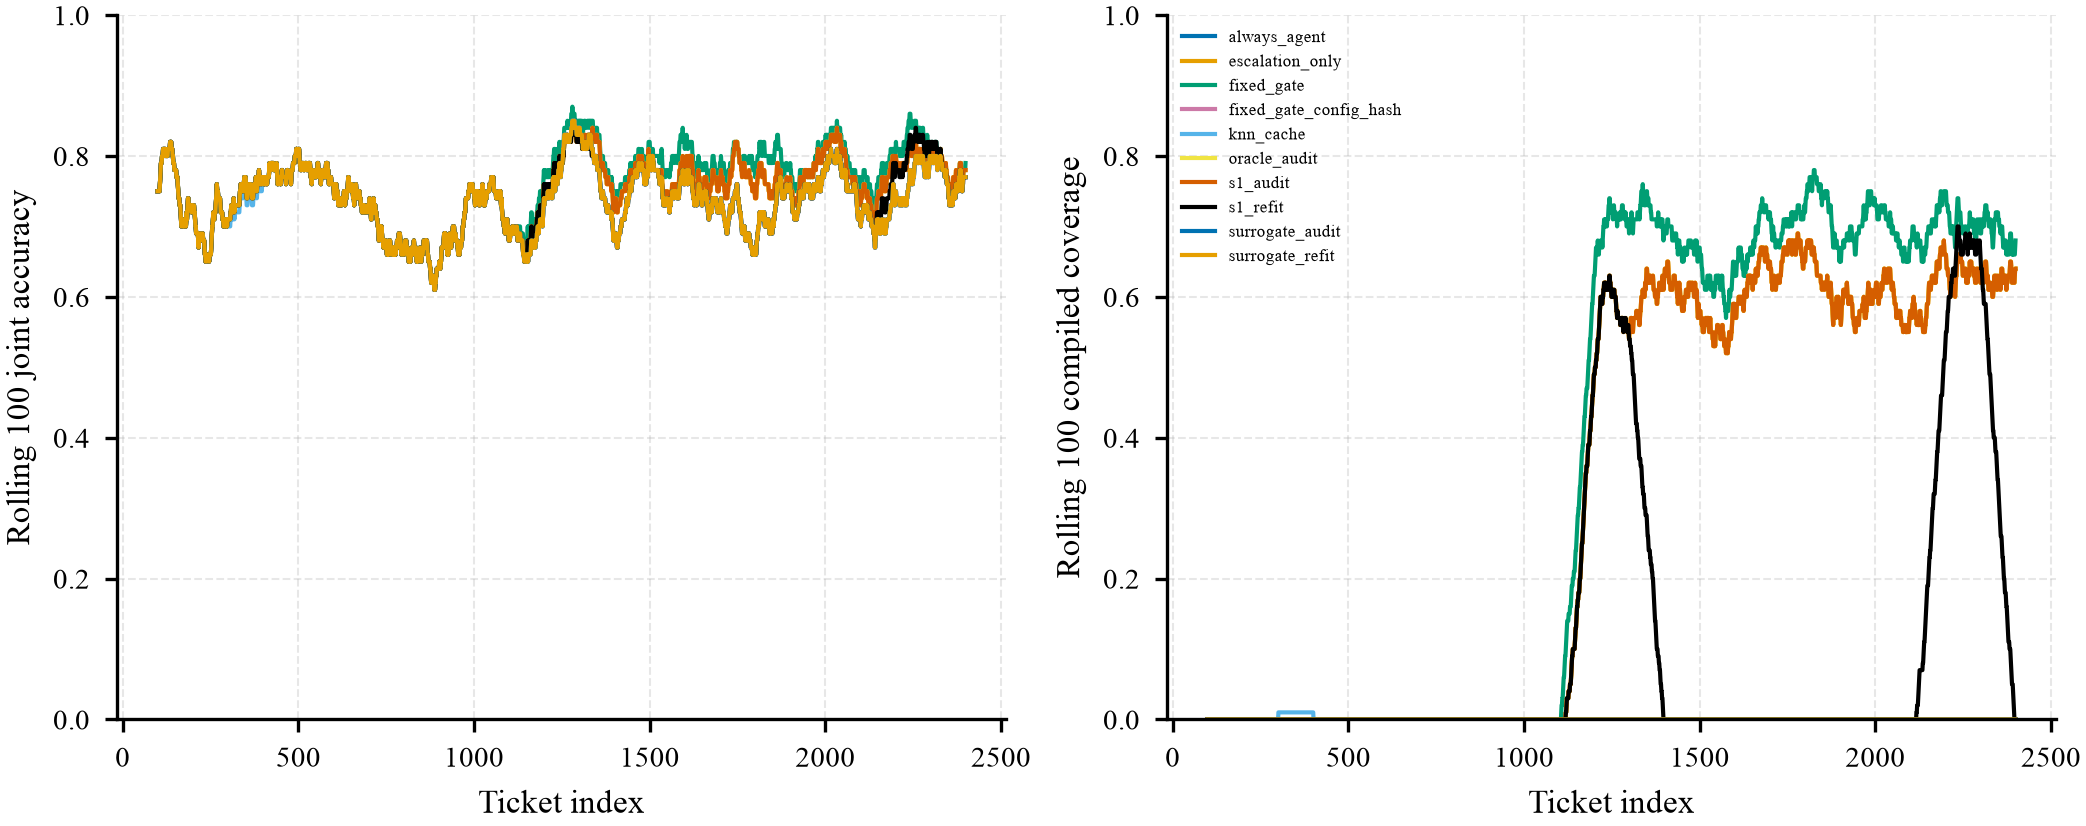 Rolling 100 joint accuracy
1.0
0.8
0.6
0.4
0.2
0.0
0
500
1000
1500
2000
2500
Ticket index
Rolling 100 compiled coverage
1.0
0.8
0.6
0.4
0.2
0.0
always_agent
escalation_only
fixed_gate
fixed_gate_config_hash
knn_cache
oracle_audit
s1_audit
s1_refit
surrogate_audit
surrogate_refit
0
500
1000
1500
2000
2500
Ticket index